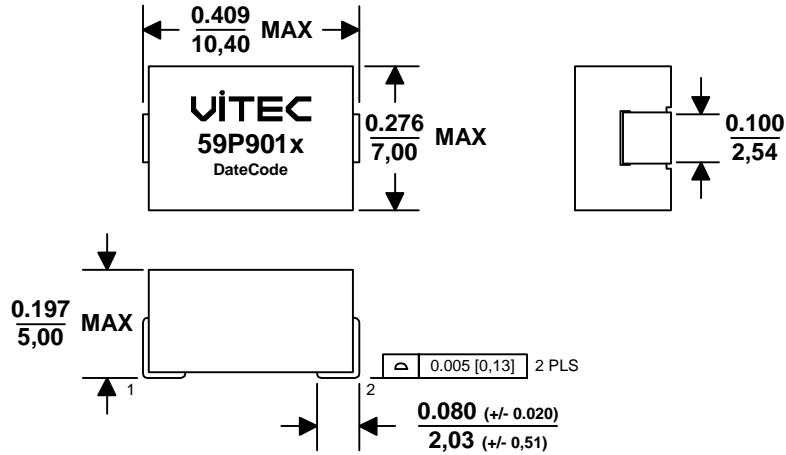 0.409 MAX
10,40
ViTEC
59P901x
DateCode
0.276 MAX
7,00
0.100
2,54
0.197 MAX
5,00
1
2
⌓ 0.005 [0,13] 2 PLS
0.080 (+/- 0.020)
2,03 (+/- 0,51)